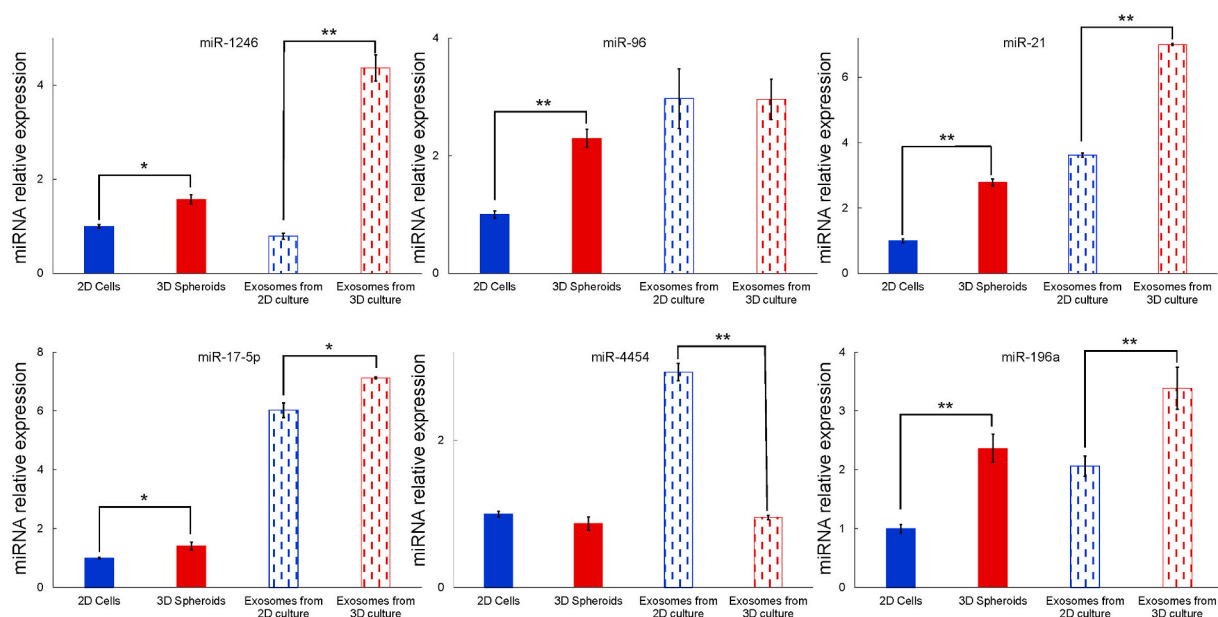 miR-1246
miRNA relative expression
4
2
0
*
**
2D Cells
3D Spheroids
Exosomes from
2D culture
Exosomes from
3D culture
miR-96
miRNA relative expression
4
2
0
**
2D Cells
3D Spheroids
Exosomes from
2D culture
Exosomes from
3D culture
miR-21
miRNA relative expression
6
4
2
0
**
**
2D Cells
3D Spheroids
Exosomes from
2D culture
Exosomes from
3D culture
miR-17-5p
miRNA relative expression
8
6
4
2
0
*
*
2D Cells
3D Spheroids
Exosomes from
2D culture
Exosomes from
3D culture
miR-4454
miRNA relative expression
2
0
**
2D Cells
3D Spheroids
Exosomes from
2D culture
Exosomes from
3D culture
miR-196a
miRNA relative expression
4
3
2
1
0
**
**
2D Cells
3D Spheroids
Exosomes from
2D culture
Exosomes from
3D culture